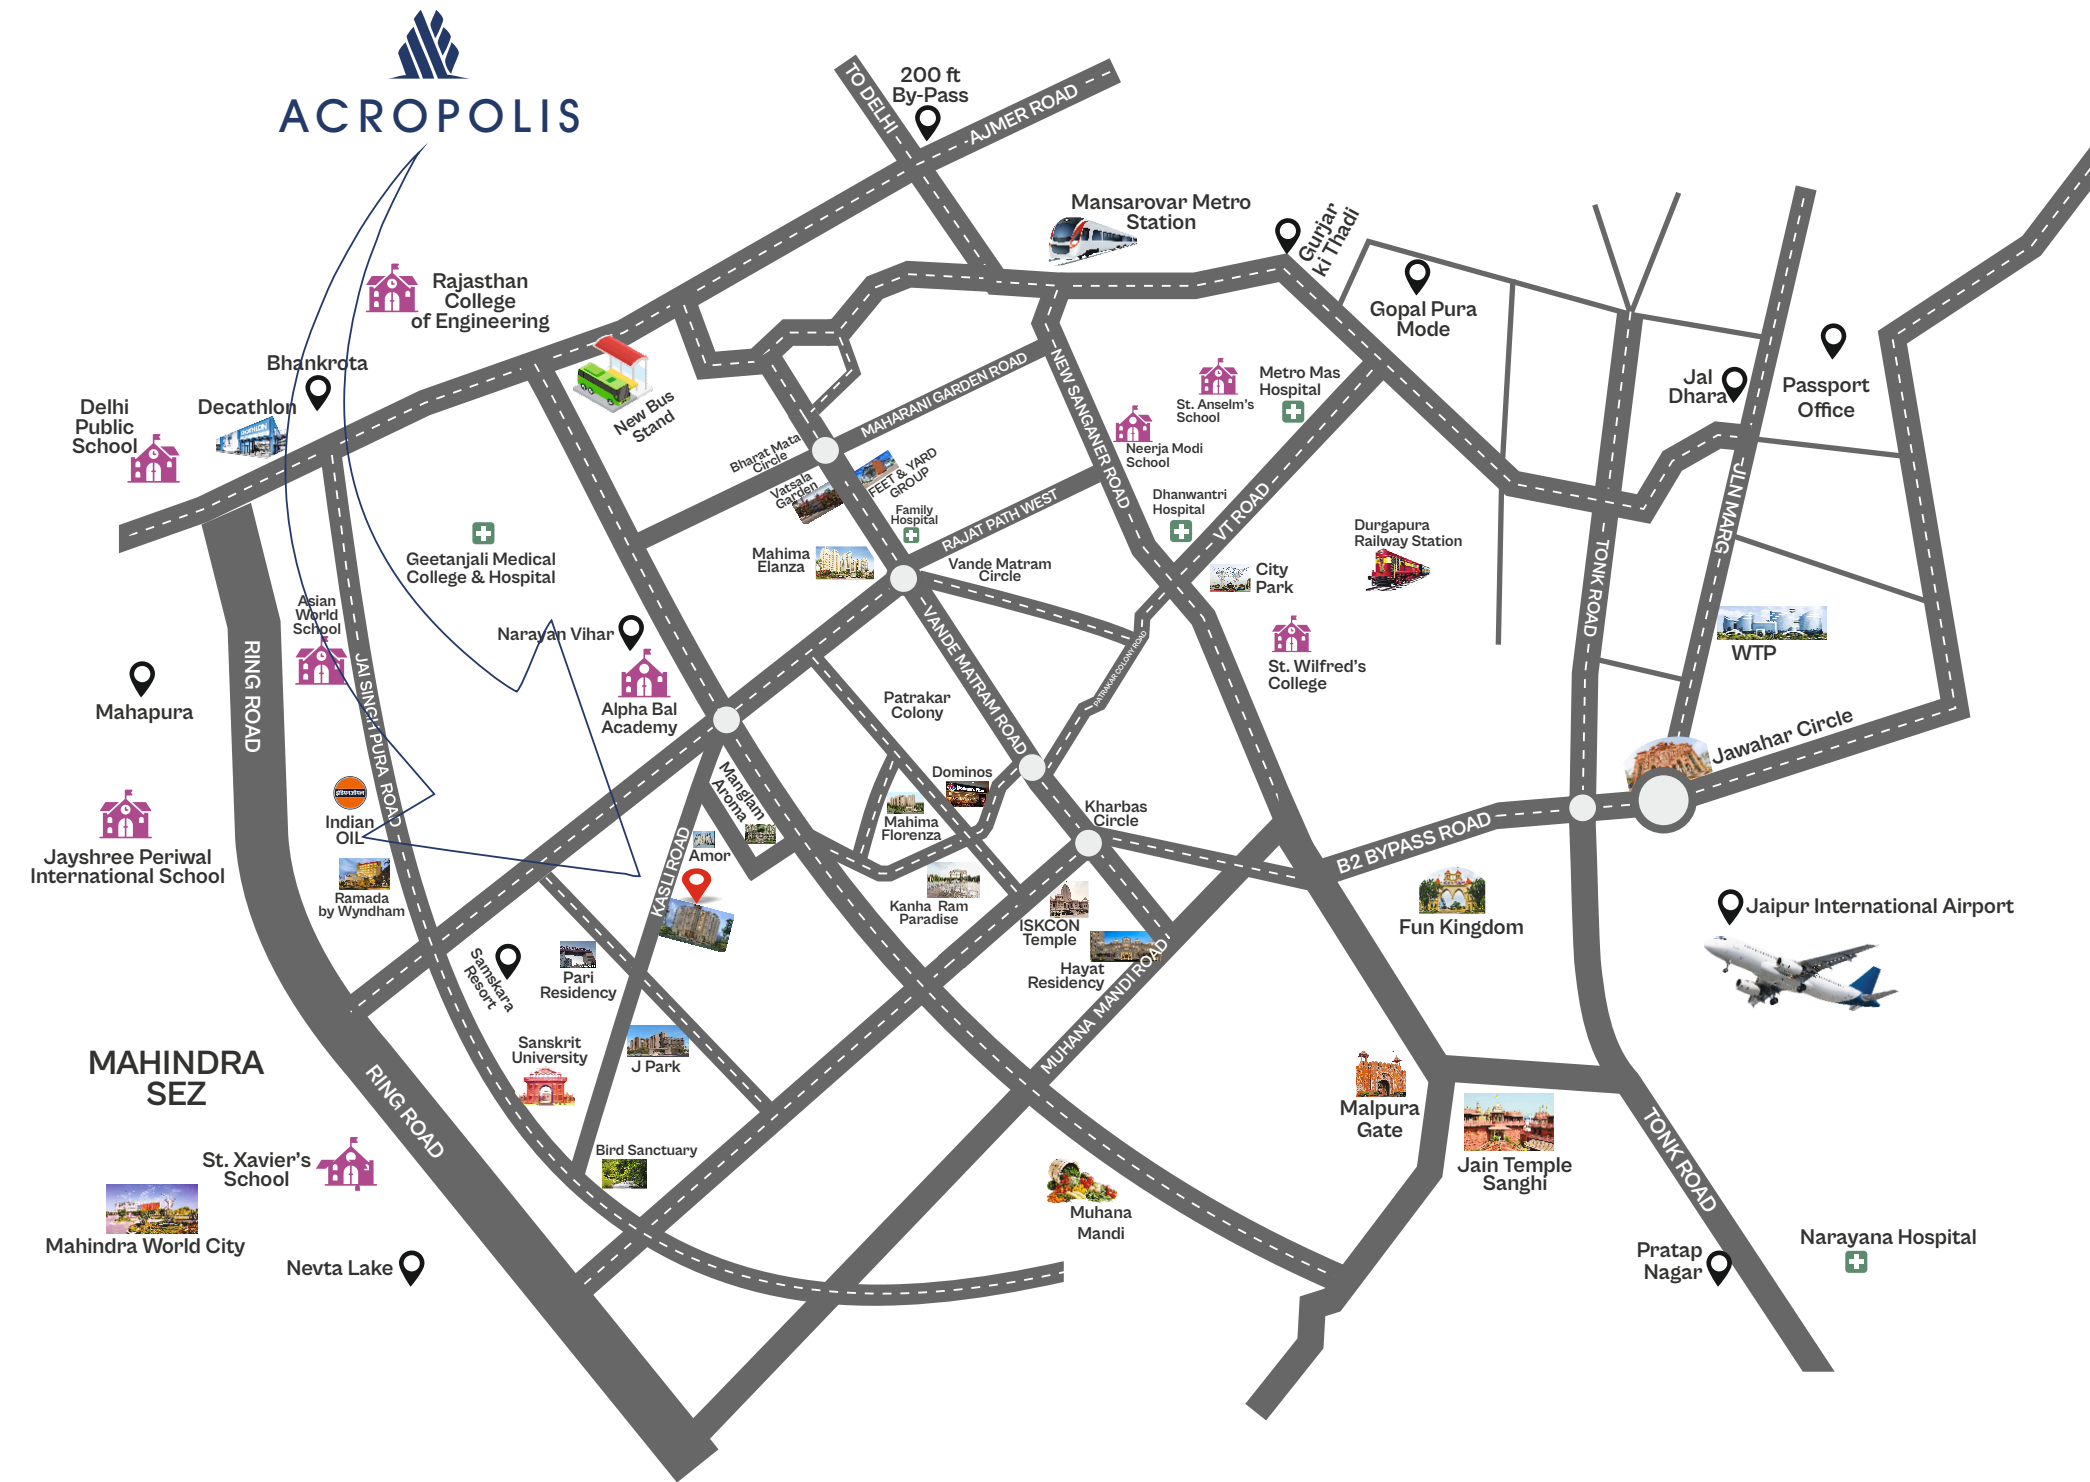 ACROPOLIS
TO DELHI
200 ft
By-Pass
AJMER ROAD
Mansarovar Metro
Station
Gurjar
ki Thadi
Gopal Pura
Mode
Jal
Dhara
Passport
Office
Rajasthan
College
of Engineering
Bhankrota
Decathlon
Delhi
Public
School
New Bus
Stand
MAHARANI GARDEN ROAD
NEW SANGANER ROAD
Bharat Mata
Circle
Vatsala
Garden
FEET & YARD
GROUP
Family
Hospital
RAJAT PATH WEST
St. Anselm's
School
Metro Mas
Hospital
Neerja Modi
School
Dhanwantri
Hospital
VT ROAD
Durgapura
Railway Station
City
Park
St. Wilfred's
College
TONK ROAD
JLN MARG
WTP
Jawahar Circle
Geetanjali Medical
College & Hospital
Mahima
Elanza
Vande Matram
Circle
Asian
World
School
Narayan Vihar
Alpha Bal
Academy
Mahapura
RING ROAD
JAI SINGH PURA ROAD
VANDE MATRAM ROAD
PATRAKAR COLONY ROAD
Patrakar
Colony
Dominos
Manglam
Aroma
Mahima
Florenza
Kharbas
Circle
B2 BYPASS ROAD
Indian
OIL
Ramada
by Wyndham
Jayshree Periwal
International School
KASLI ROAD
Amor
Kanha Ram
Paradise
ISKCON
Temple
Hayat
Residency
MUHANA MANDI ROAD
Fun Kingdom
Jaipur International Airport
Samskara
Resort
Pari
Residency
Sanskrit
University
J Park
MAHINDRA
SEZ
RING ROAD
Malpura
Gate
Jain Temple
Sanghi
TONK ROAD
St. Xavier's
School
Bird Sanctuary
Muhana
Mandi
Mahindra World City
Nevta Lake
Pratap
Nagar
Narayana Hospital